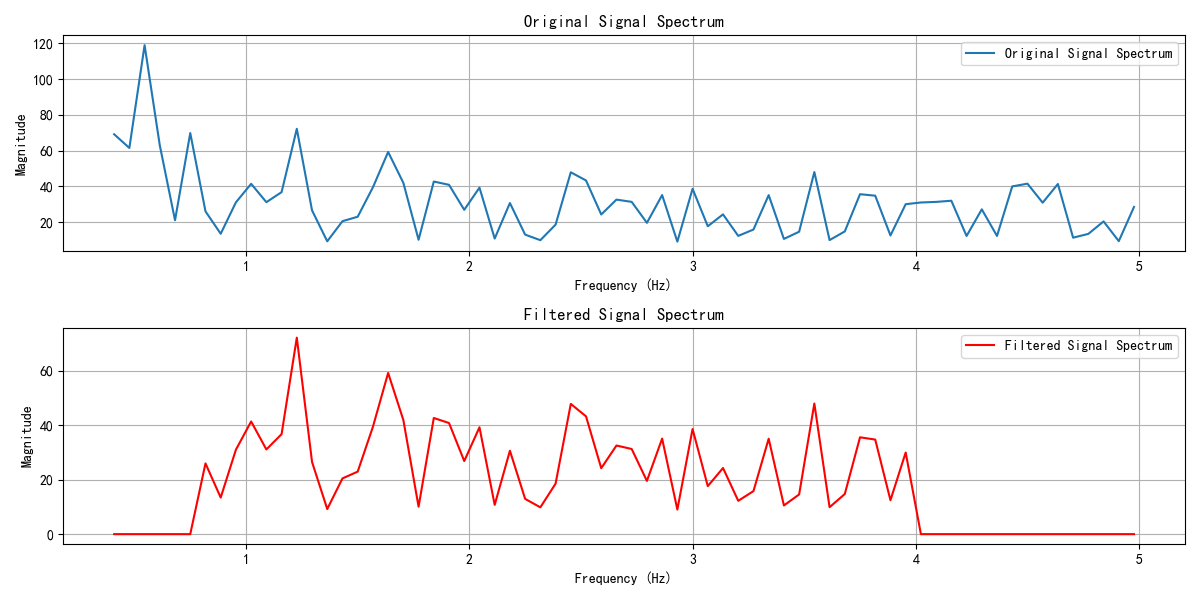 Original Signal Spectrum
Original Signal Spectrum
Magnitude
120
100
80
60
40
20
1 2 3 4 5
Frequency (Hz)
Filtered Signal Spectrum
Filtered Signal Spectrum
Magnitude
60
40
20
0
1 2 3 4 5
Frequency (Hz)